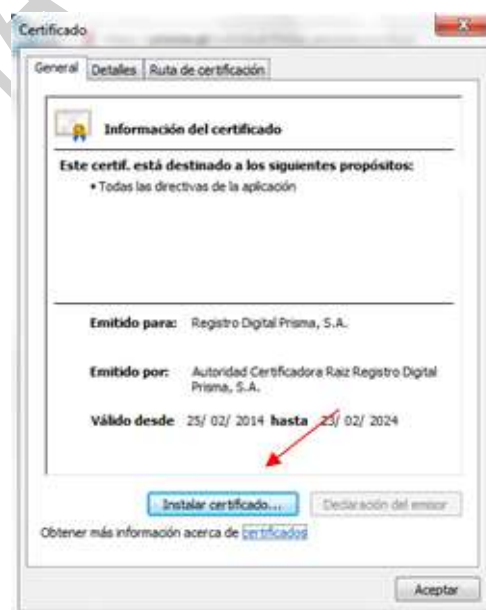 Certificado
General Detalles Ruta de certificación
Información del certificado
Este certif. está destinado a los siguientes propósitos:
• Todas las directivas de la aplicación
Emitido para: Registro Digital Prisma, S.A.
Emitido por: Autoridad Certificadora Raiz Registro Digital
Prisma, S.A.
Válido desde 25/ 02/ 2014 hasta 23/ 02/ 2024
Instalar certificado... Declaración del emisor
Obtener más información acerca de certificados
Aceptar